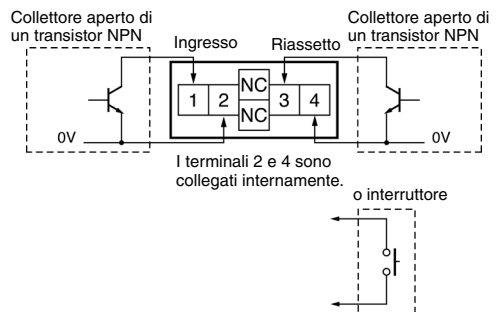 Collettore aperto di
un transistor NPN
Ingresso
Riassetto
Collettore aperto di
un transistor NPN
NC
1 2 3 4
NC
0V
0V
I terminali 2 e 4 sono
collegati internamente.
o interruttore